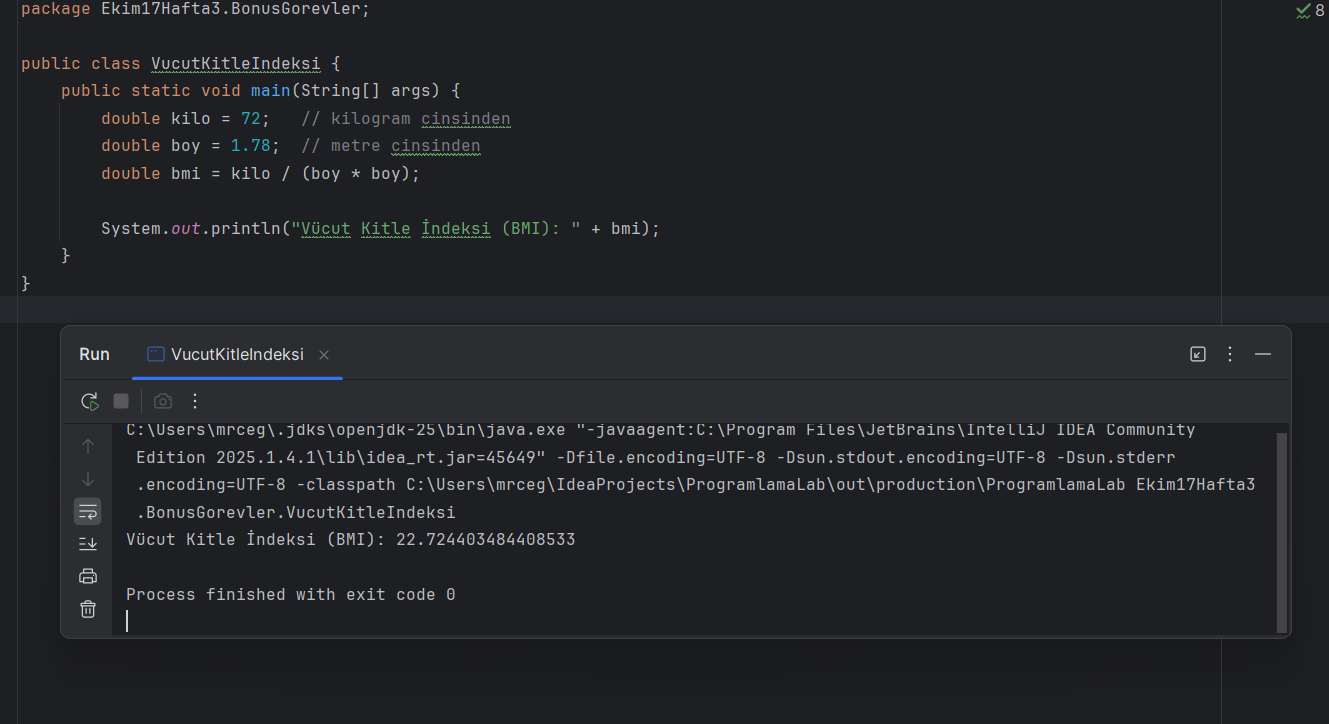 package Ekim17Hafta3.BonusGorevler;
8
public class VucutKitleIndeksi {
    public static void main(String[] args) {
        double kilo = 72;   // kilogram cinsinden
        double boy = 1.78;  // metre cinsinden
        double bmi = kilo / (boy * boy);
        System.out.println("Vücut Kitle İndeksi (BMI): " + bmi);
    }
}
Run VucutKitleIndeksi
C:\Users\mrceg\.jdks\openjdk-25\bin\java.exe "-javaagent:C:\Program Files\JetBrains\IntelliJ IDEA Community
 Edition 2025.1.4.1\lib\idea_rt.jar=45649" -Dfile.encoding=UTF-8 -Dsun.stdout.encoding=UTF-8 -Dsun.stderr
 .encoding=UTF-8 -classpath C:\Users\mrceg\IdeaProjects\ProgramlamaLab\out\production\ProgramlamaLab Ekim17Hafta3
 .BonusGorevler.VucutKitleIndeksi
Vücut Kitle İndeksi (BMI): 22.724403484408533
Process finished with exit code 0